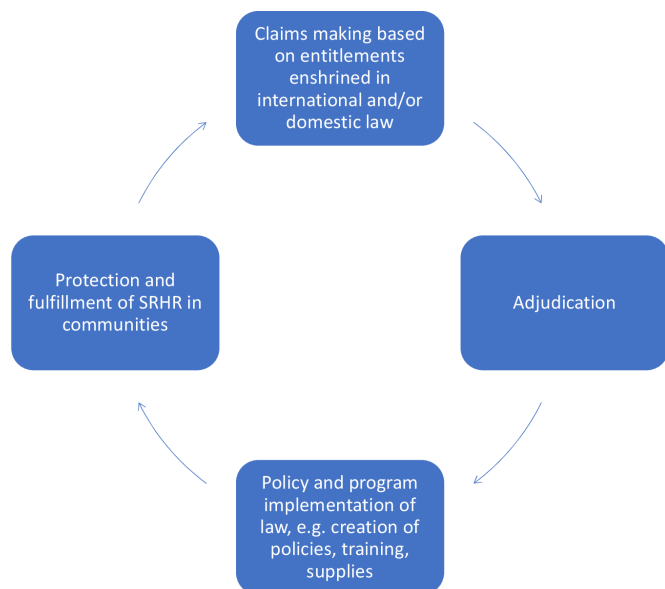 Claims making based
on entitlements
enshrined in
international and/or
domestic law
Protection and
fulfillment of SRHR in
communities
Adjudication
Policy and program
implementation of
law, e.g. creation of
policies, training,
supplies